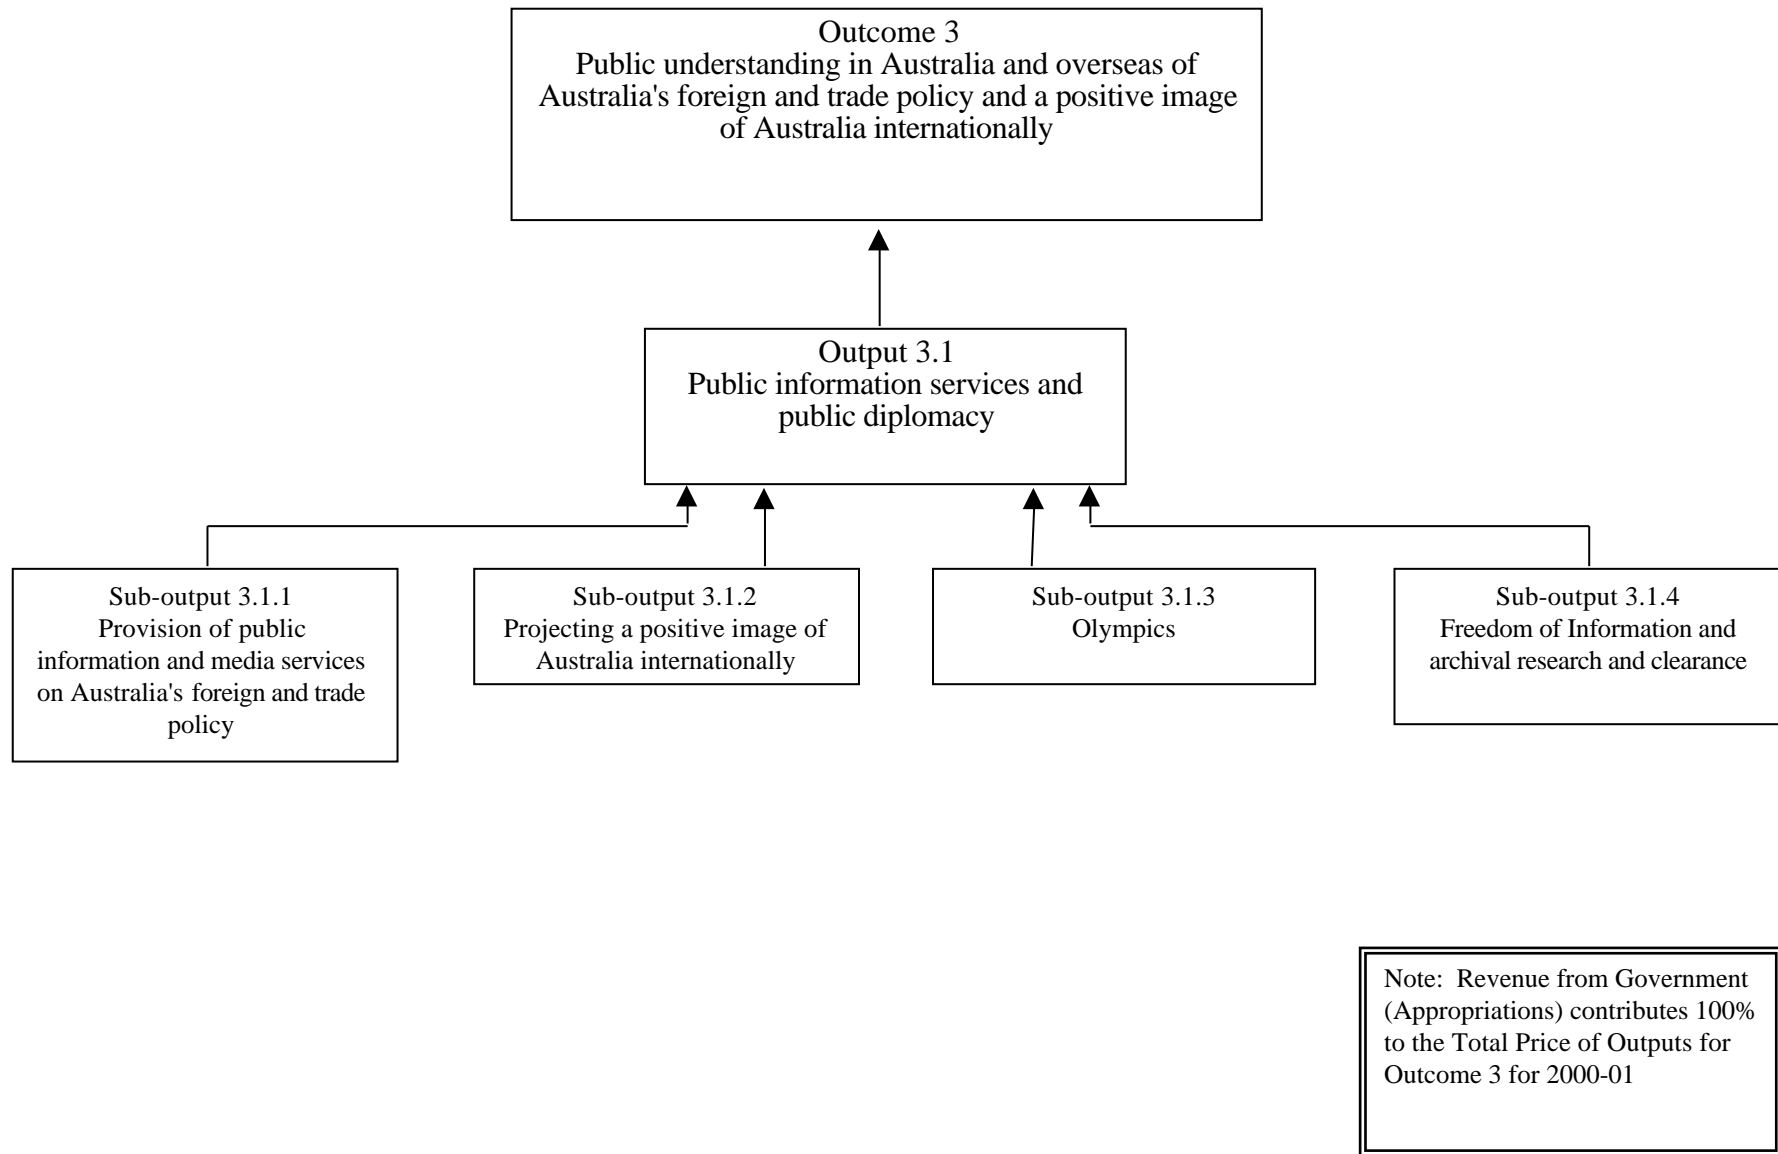 Outcome 3
Public understanding in Australia and overseas of
Australia's foreign and trade policy and a positive image
of Australia internationally
Output 3.1
Public information services and
public diplomacy
Sub-output 3.1.1
Provision of public
information and media services
on Australia's foreign and trade
policy
Sub-output 3.1.2
Projecting a positive image of
Australia internationally
Sub-output 3.1.3
Olympics
Sub-output 3.1.4
Freedom of Information and
archival research and clearance
Note:  Revenue from Government
(Appropriations) contributes 100%
to the Total Price of Outputs for
Outcome 3 for 2000-01